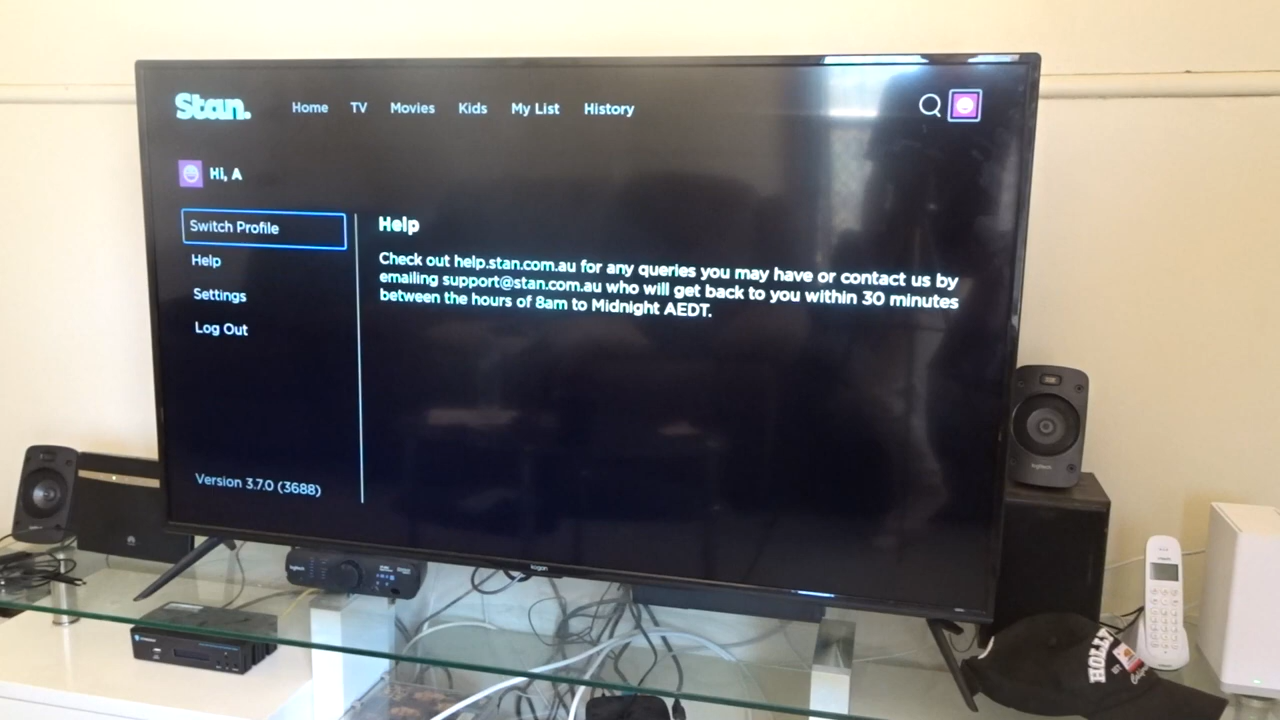 Stan.
Home TV Movies Kids My List History
Hi, A
Switch Profile
Help
Settings
Log Out
Version 3.7.0 (3688)
Help
Check out help.stan.com.au for any queries you may have or contact us by
emailing support@stan.com.au who will get back to you within 30 minutes
between the hours of 8am to Midnight AEDT.
kogan
logitech
logitech